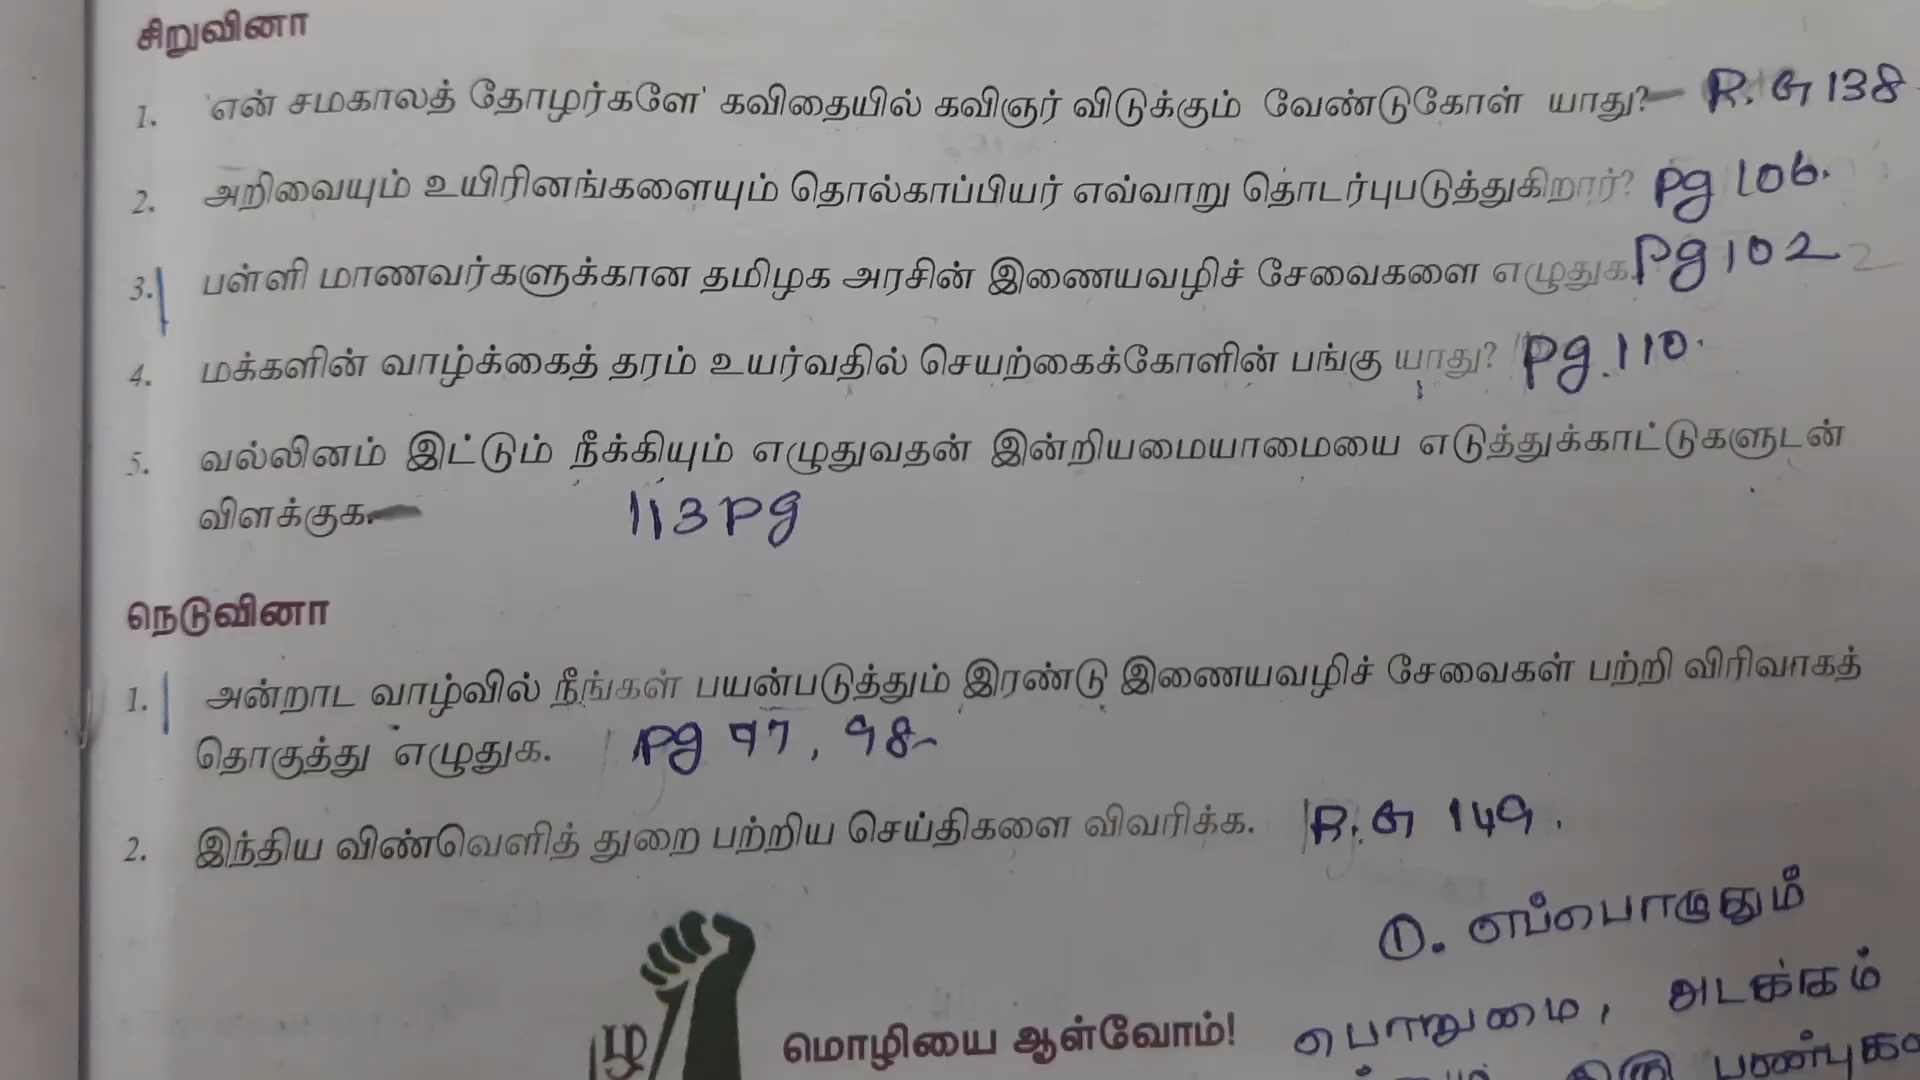 சிறுவினா
1. 'என் சமகாலத் தோழர்களே' கவிதையில் கவிஞர் விடுக்கும் வேண்டுகோள் யாது? R. G 138
2. அறிவையும் உயிரினங்களையும் தொல்காப்பியர் எவ்வாறு தொடர்புபடுத்துகிறார்? Pg 106.
3. பள்ளி மாணவர்களுக்கான தமிழக அரசின் இணையவழிச் சேவைகளை எழுதுக. Pg 102
4. மக்களின் வாழ்க்கைத் தரம் உயர்வதில் செயற்கைக்கோளின் பங்கு யாது? Pg. 110.
5. வல்லினம் இட்டும் நீக்கியும் எழுதுவதன் இன்றியமையாமையை எடுத்துக்காட்டுகளுடன்
விளக்குக. 113 Pg
நெடுவினா
1. அன்றாட வாழ்வில் நீங்கள் பயன்படுத்தும் இரண்டு இணையவழிச் சேவைகள் பற்றி விரிவாகத்
தொகுத்து எழுதுக. Pg 97, 98
2. இந்திய விண்வெளித் துறை பற்றிய செய்திகளை விவரிக்க. R. G 149.
①. எப்பொழுதும்
பொறுமை, அடக்கம்
மொழியை ஆள்வோம்!